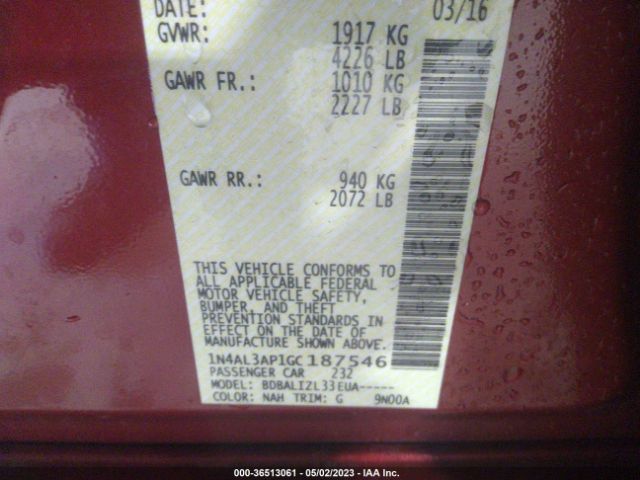 DATE: 03/16
GVWR: 1917 KG
4226 LB
GAWR FR.: 1010 KG
2227 LB
GAWR RR.: 940 KG
2072 LB
THIS VEHICLE CONFORMS TO
ALL APPLICABLE FEDERAL
MOTOR VEHICLE SAFETY,
BUMPER, AND THEFT
PREVENTION STANDARDS
IN EFFECT ON THE DATE OF
MANUFACTURE SHOWN ABOVE.
1N4AL3AP1GC187546
PASSENGER CAR 232
MODEL: BDBALIZL33EUA-----
COLOR: NAH TRIM: G 9N00A
000-36513061 - 05/02/2023 - IAA Inc.